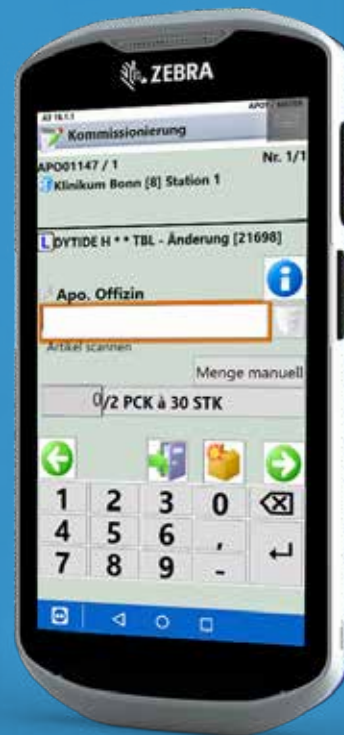 ZEBRA
Kommissionierung
APO01147 / 1
Nr. 1/1
Klinikum Bonn [8] Station 1
L DYTIDE H * * TBL - Änderung [21698]
Apo. Offizin
Artikel scannen
Menge manuell
0/2 PCK à 30 STK
1 2 3 0
4 5 6 ,
7 8 9 -